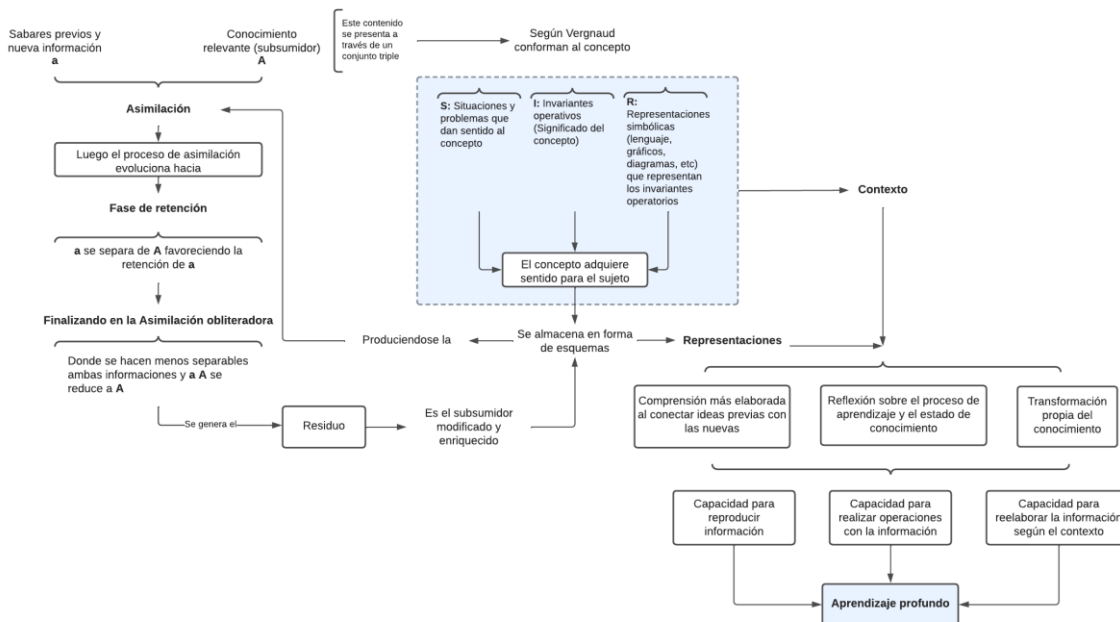 Sabares previos y
nueva información
a
Conocimiento
relevante (subsumidor)
A
Este contenido
se presenta a
través de un
conjunto triple
Según Vergnaud
conforman al concepto
Asimilación
Luego el proceso de asimilación
evoluciona hacia
Fase de retención
a se separa de A favoreciendo la
retención de a
Finalizando en la Asimilación obliteradora
Donde se hacen menos separables
ambas informaciones y a A se
reduce a A
Se genera el
Residuo
Es el subsumidor
modificado y
enriquecido
S: Situaciones y
problemas que
dan sentido al
concepto
I: Invariantes
operativos
(Significado del
concepto)
R:
Representaciones
simbólicas
(lenguaje,
gráficos,
diagramas, etc)
que representan
los invariantes
operatorios
El concepto adquiere
sentido para el sujeto
Contexto
Produciendose la
Se almacena en forma
de esquemas
Representaciones
Comprensión más elaborada
al conectar ideas previas con
las nuevas
Reflexión sobre el proceso de
aprendizaje y el estado de
conocimiento
Transformación
propia del
conocimiento
Capacidad para
reproducir
información
Capacidad para
realizar operaciones
con la información
Capacidad para
reelaborar la información
según el contexto
Aprendizaje profundo